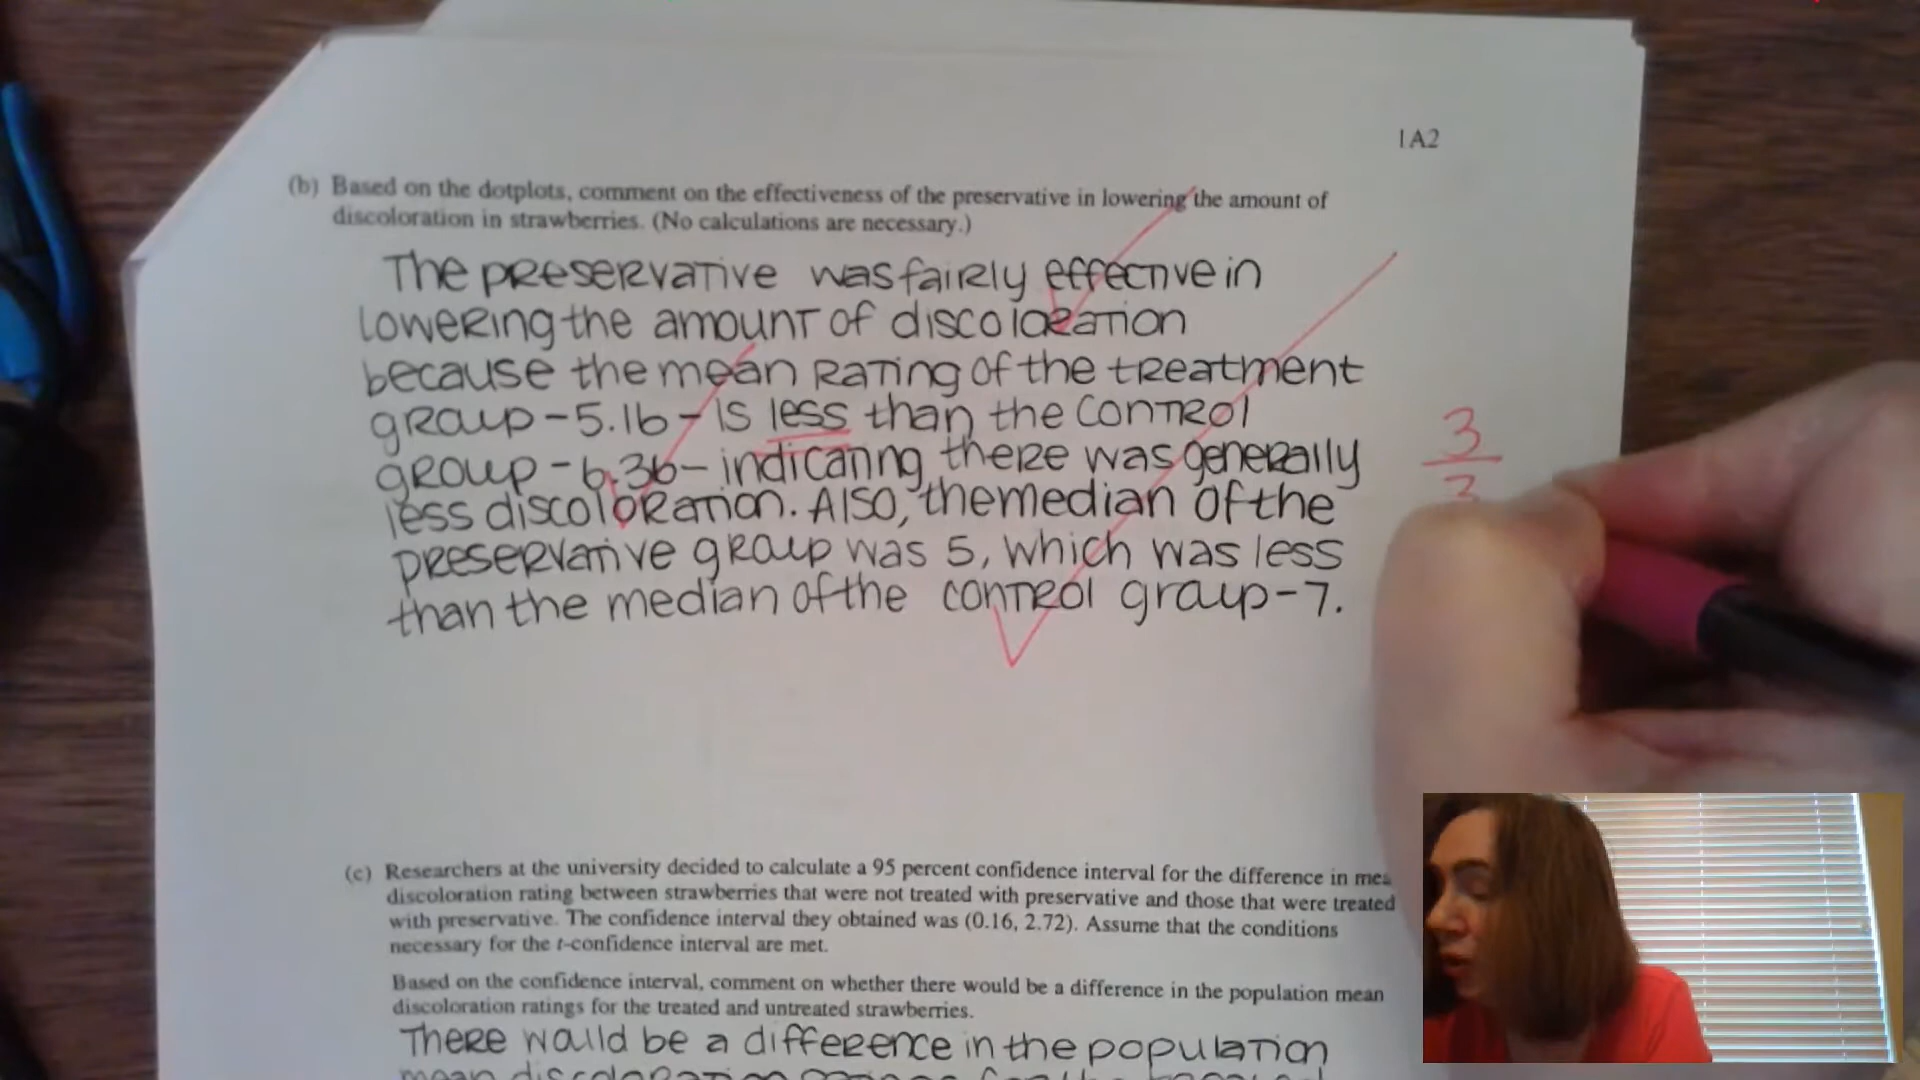 1A2
(b) Based on the dotplots, comment on the effectiveness of the preservative in lowering the amount of
discoloration in strawberries. (No calculations are necessary.)
The preservative was fairly effective in
lowering the amount of discoloration
because the mean rating of the treatment
group - 5.16 - is less than the control
group - 6.36 - indicating there was generally
less discoloration. Also, the median of the
preservative group was 5, which was less
than the median of the control group - 7.
3
3
(c) Researchers at the university decided to calculate a 95 percent confidence interval for the difference in
discoloration rating between strawberries that were not treated with preservative and those that were treated
with preservative. The confidence interval they obtained was (0.16, 2.72). Assume that the conditions
necessary for the t-confidence interval are met.
Based on the confidence interval, comment on whether there would be a difference in the population mean
discoloration ratings for the treated and untreated strawberries.
There would be a difference in the population
mean discoloration